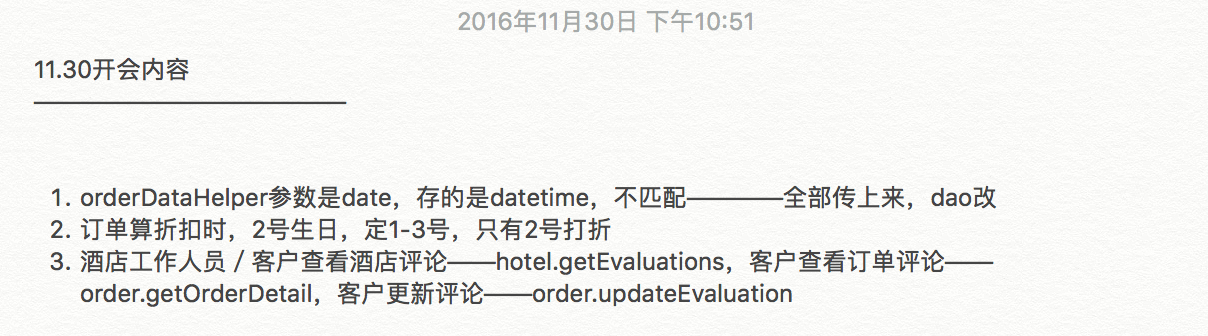 2016年11月30日 下午10:51
11.30开会内容
————————————
1. orderDataHelper参数是date，存的是datetime，不匹配————全部传上来，dao改
2. 订单算折扣时，2号生日，定1-3号，只有2号打折
3. 酒店工作人员 / 客户查看酒店评论——hotel.getEvaluations，客户查看订单评论——
order.getOrderDetail，客户更新评论——order.updateEvaluation